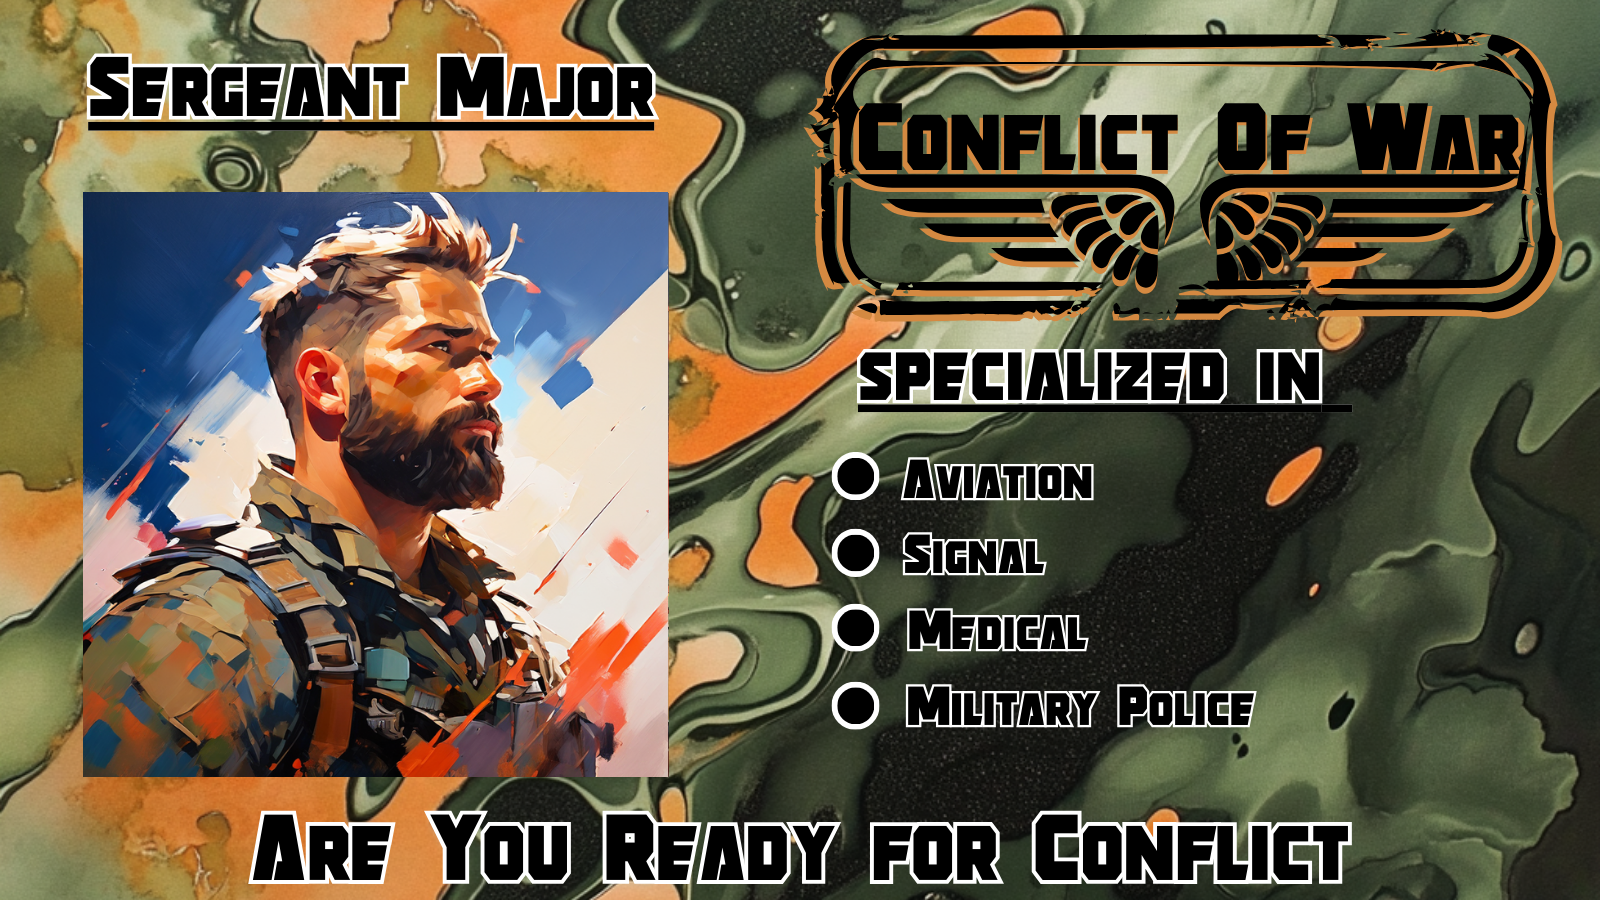 Sergeant Major
Conflict Of War
Specialized in
Aviation
Signal
Medical
Military Police
Are You Ready for Conflict